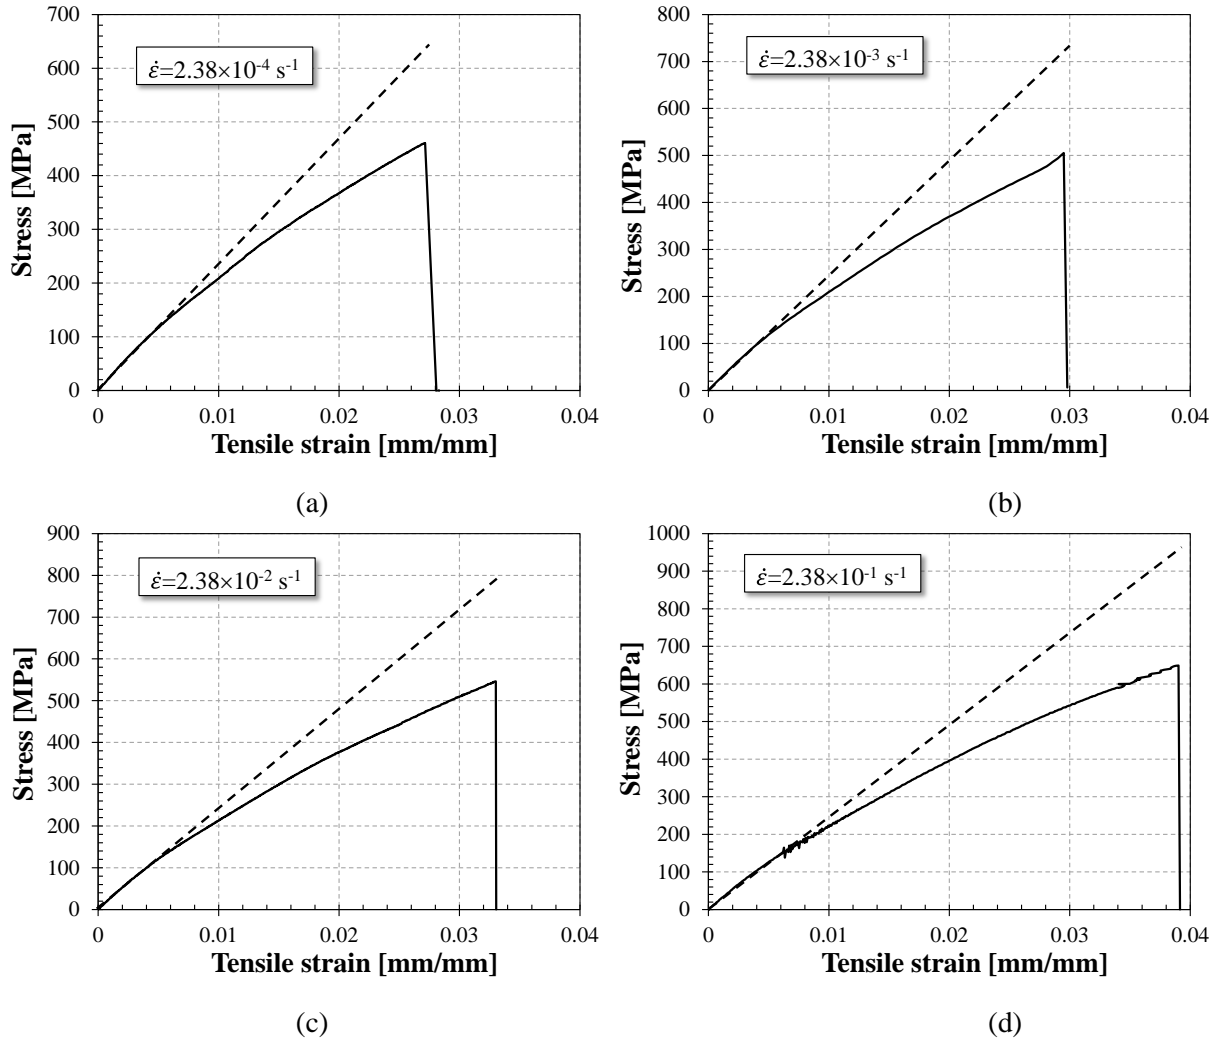 700
600
500
400
300
200
100
0
Stress [MPa]
ε̇=2.38×10⁻⁴ s⁻¹
0 0.01 0.02 0.03 0.04
Tensile strain [mm/mm]
(a)
800
700
600
500
400
300
200
100
0
Stress [MPa]
ε̇=2.38×10⁻³ s⁻¹
0 0.01 0.02 0.03 0.04
Tensile strain [mm/mm]
(b)
900
800
700
600
500
400
300
200
100
0
Stress [MPa]
ε̇=2.38×10⁻² s⁻¹
0 0.01 0.02 0.03 0.04
Tensile strain [mm/mm]
(c)
1000
900
800
700
600
500
400
300
200
100
0
Stress [MPa]
ε̇=2.38×10⁻¹ s⁻¹
0 0.01 0.02 0.03 0.04
Tensile strain [mm/mm]
(d)